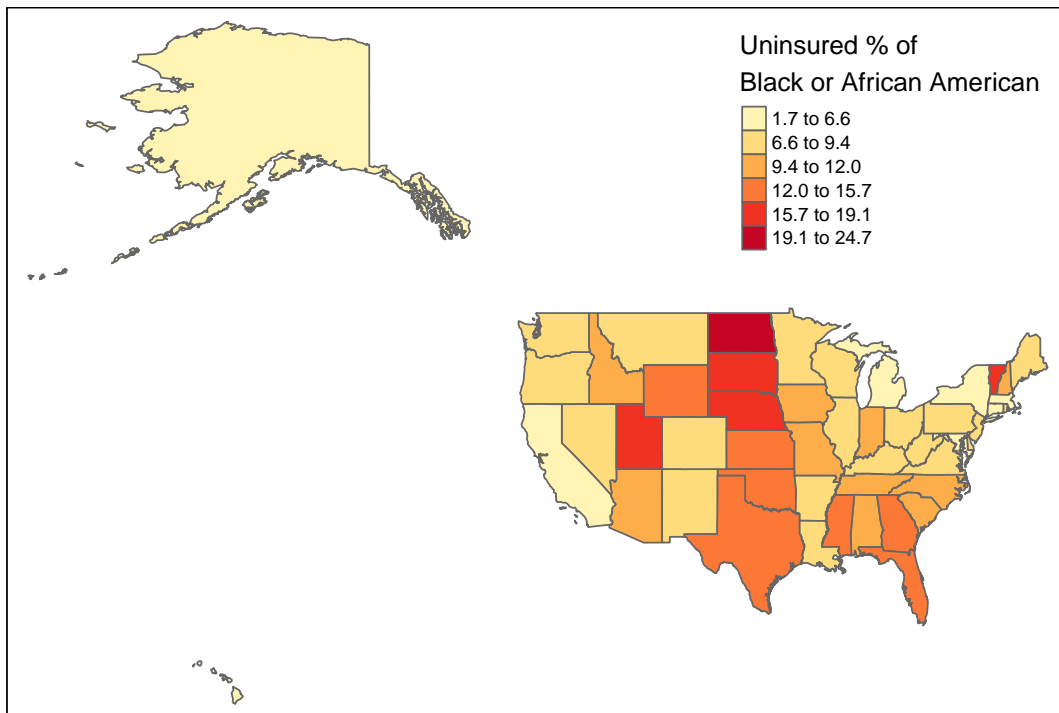 Uninsured % of
Black or African American
1.7 to 6.6
6.6 to 9.4
9.4 to 12.0
12.0 to 15.7
15.7 to 19.1
19.1 to 24.7